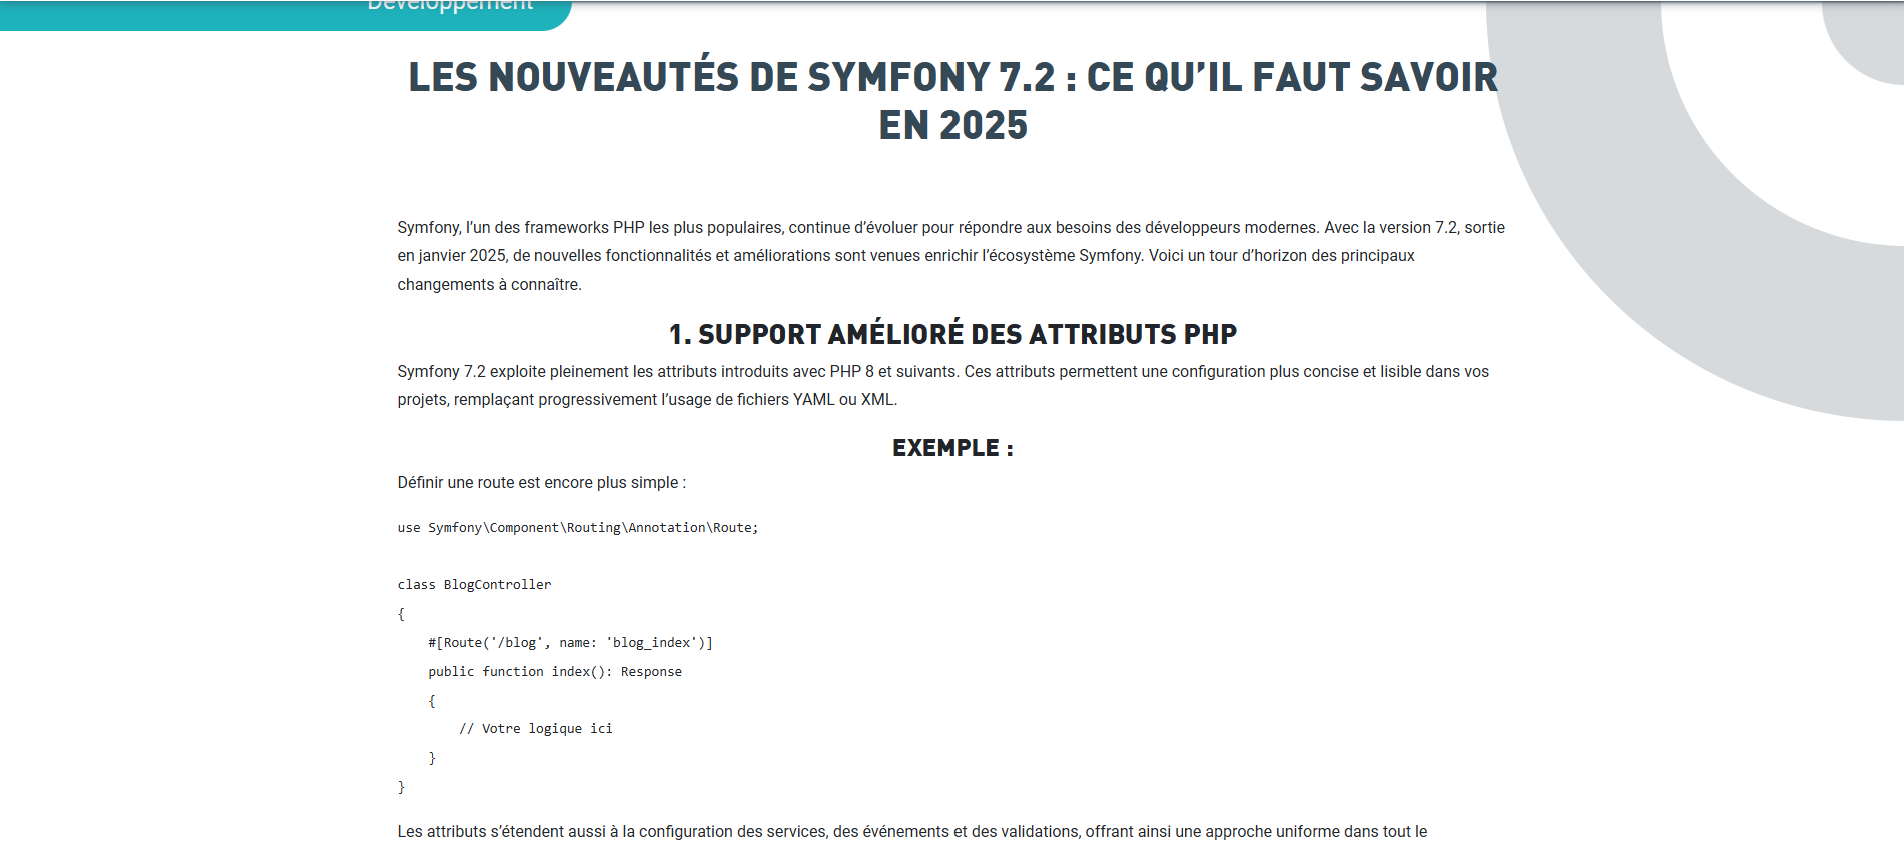 Développement
LES NOUVEAUTÉS DE SYMFONY 7.2 : CE QU’IL FAUT SAVOIR
EN 2025
Symfony, l’un des frameworks PHP les plus populaires, continue d’évoluer pour répondre aux besoins des développeurs modernes. Avec la version 7.2, sortie
en janvier 2025, de nouvelles fonctionnalités et améliorations sont venues enrichir l’écosystème Symfony. Voici un tour d’horizon des principaux
changements à connaître.
1. SUPPORT AMÉLIORÉ DES ATTRIBUTS PHP
Symfony 7.2 exploite pleinement les attributs introduits avec PHP 8 et suivants. Ces attributs permettent une configuration plus concise et lisible dans vos
projets, remplaçant progressivement l’usage de fichiers YAML ou XML.
EXEMPLE :
Définir une route est encore plus simple :
use Symfony\Component\Routing\Annotation\Route;
class BlogController
{
    #[Route('/blog', name: 'blog_index')]
    public function index(): Response
    {
        // Votre logique ici
    }
}
Les attributs s’étendent aussi à la configuration des services, des événements et des validations, offrant ainsi une approche uniforme dans tout le